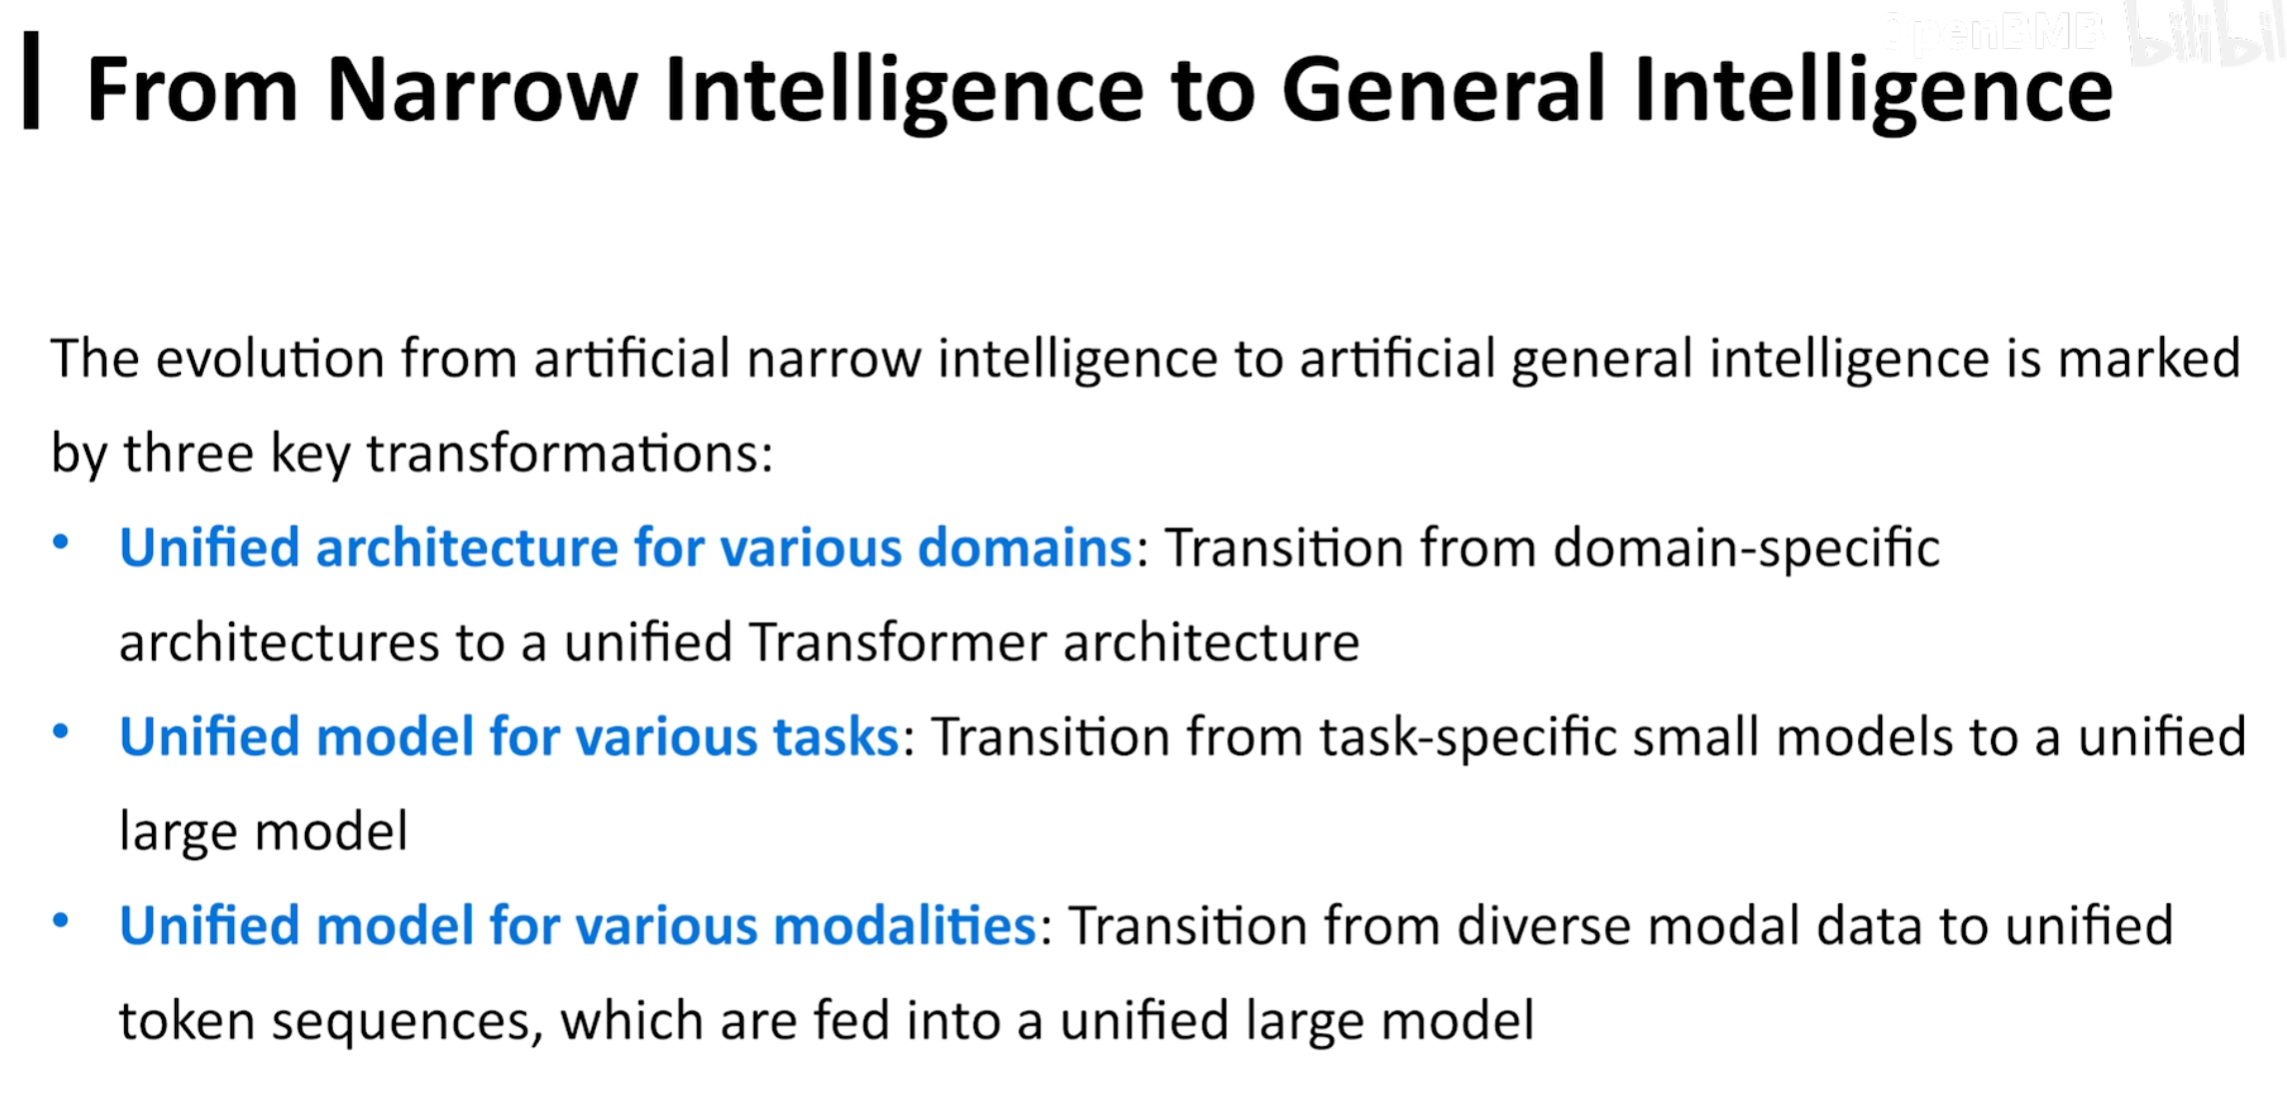 OpenBMB bilibili
From Narrow Intelligence to General Intelligence
The evolution from artificial narrow intelligence to artificial general intelligence is marked
by three key transformations:
• Unified architecture for various domains: Transition from domain-specific
architectures to a unified Transformer architecture
• Unified model for various tasks: Transition from task-specific small models to a unified
large model
• Unified model for various modalities: Transition from diverse modal data to unified
token sequences, which are fed into a unified large model